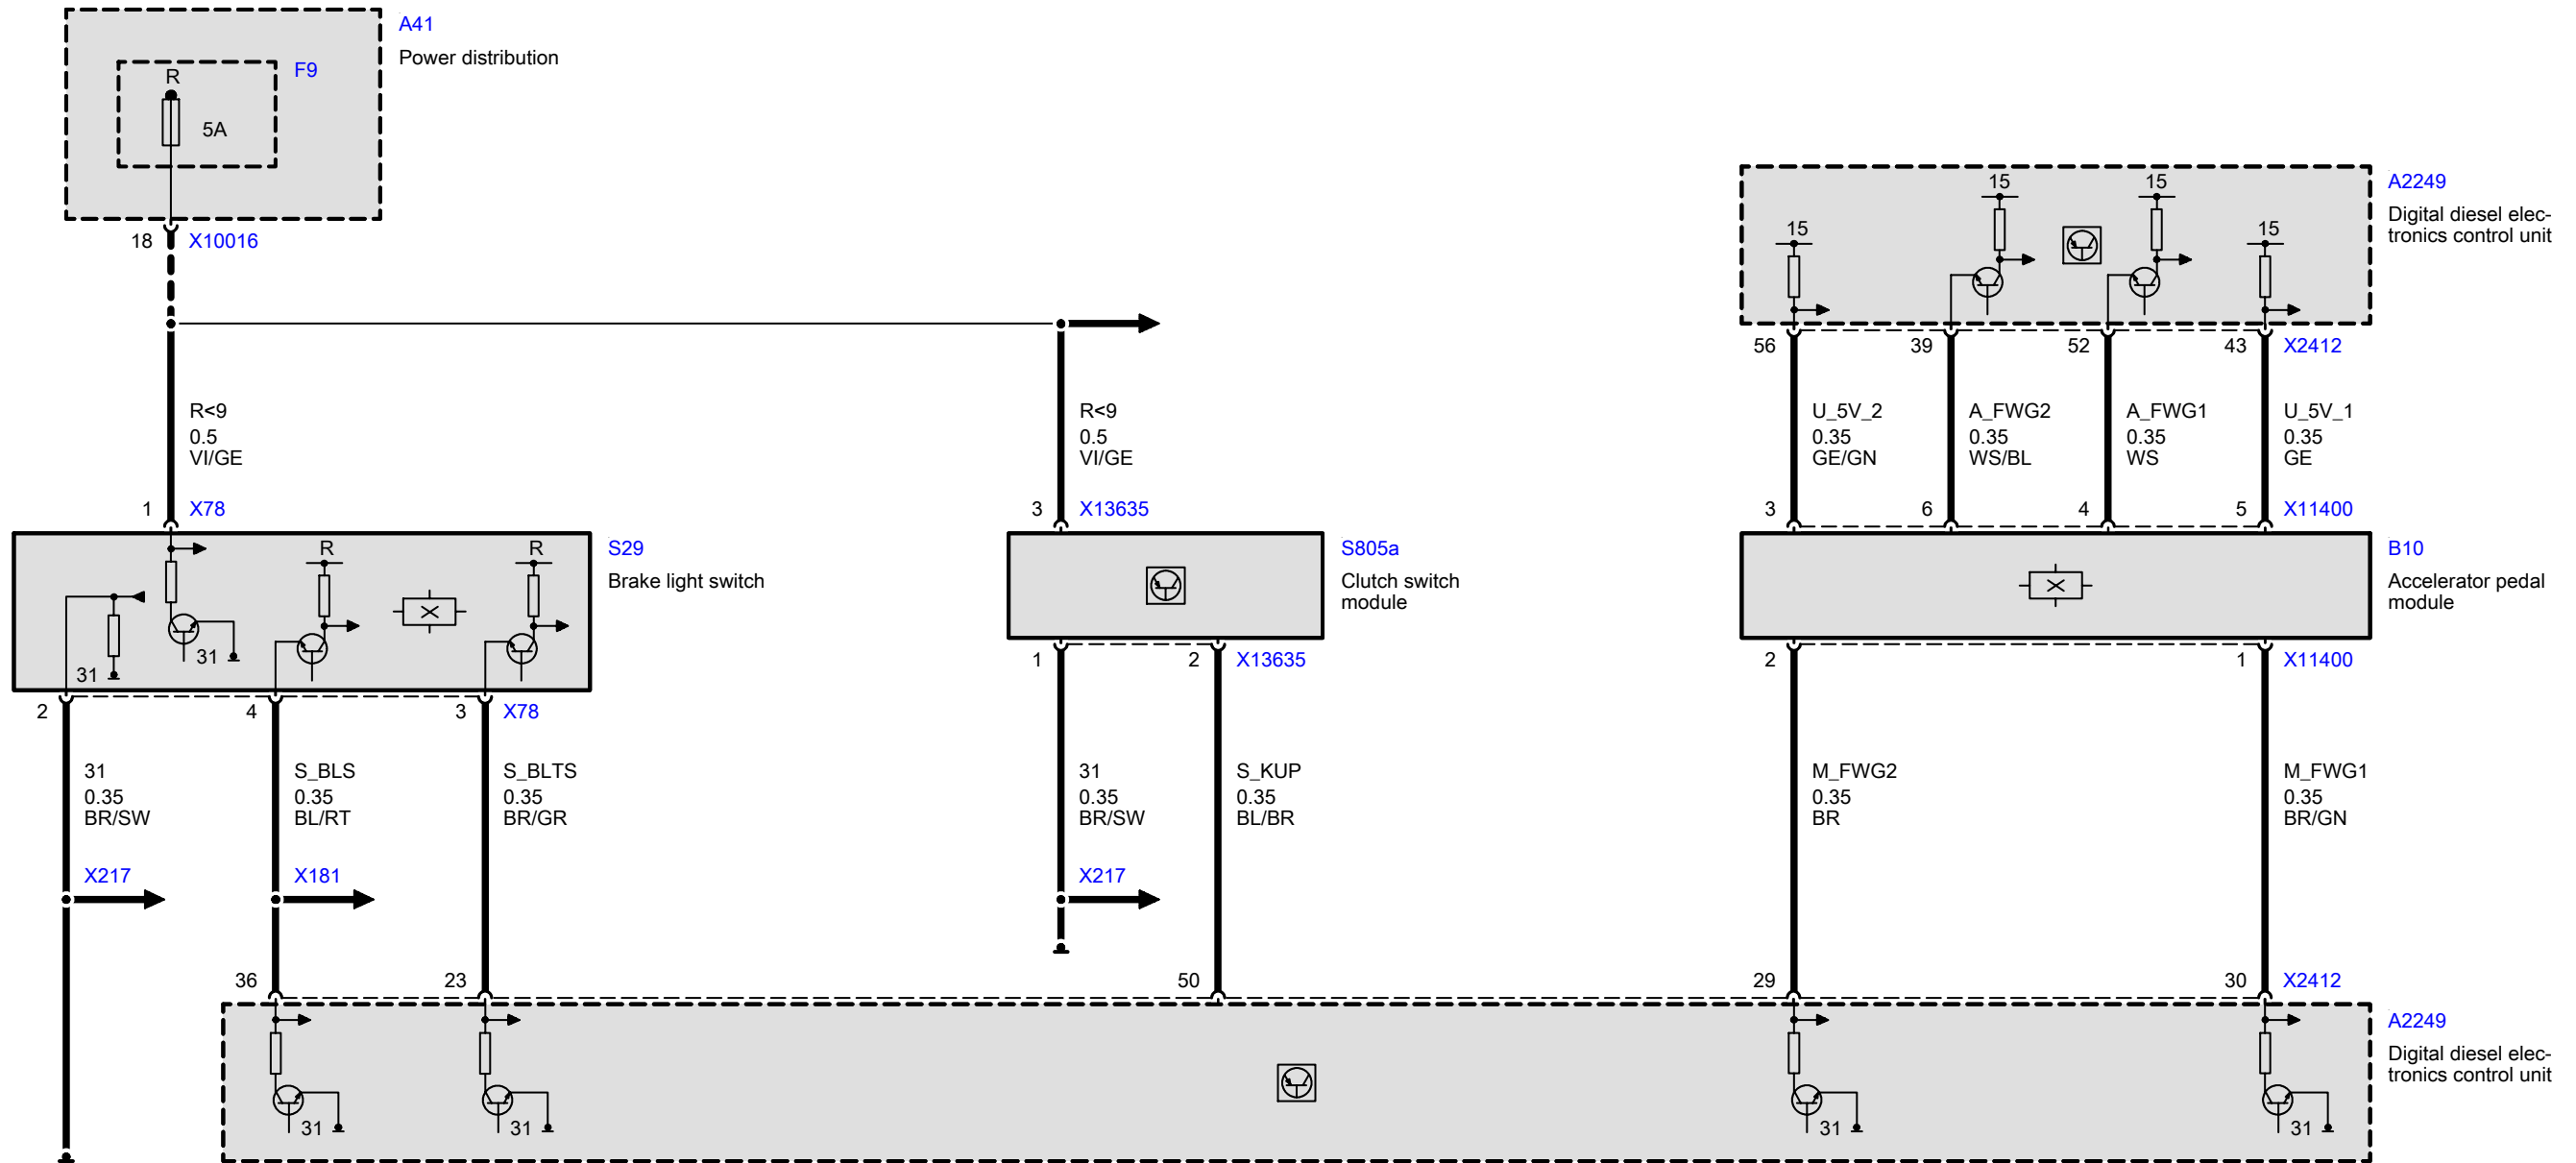 A41
Power distribution
R
F9
5A
18 X10016
A2249
Digital diesel elec-
tronics control unit
15
15
15
15
56
39
52
43
X2412
R<9
0.5
VI/GE
R<9
0.5
VI/GE
U_5V_2
0.35
GE/GN
A_FWG2
0.35
WS/BL
A_FWG1
0.35
WS
U_5V_1
0.35
GE
1 X78
3 X13635
3
6
4
5
X11400
S29
Brake light switch
R
R
31
31
S805a
Clutch switch
module
B10
Accelerator pedal
module
2
4
3
X78
1
2
X13635
2
1
X11400
31
0.35
BR/SW
S_BLS
0.35
BL/RT
S_BLTS
0.35
BR/GR
31
0.35
BR/SW
S_KUP
0.35
BL/BR
M_FWG2
0.35
BR
M_FWG1
0.35
BR/GN
X217
X181
X217
36
23
50
29
30
X2412
A2249
Digital diesel elec-
tronics control unit
31
31
31
31